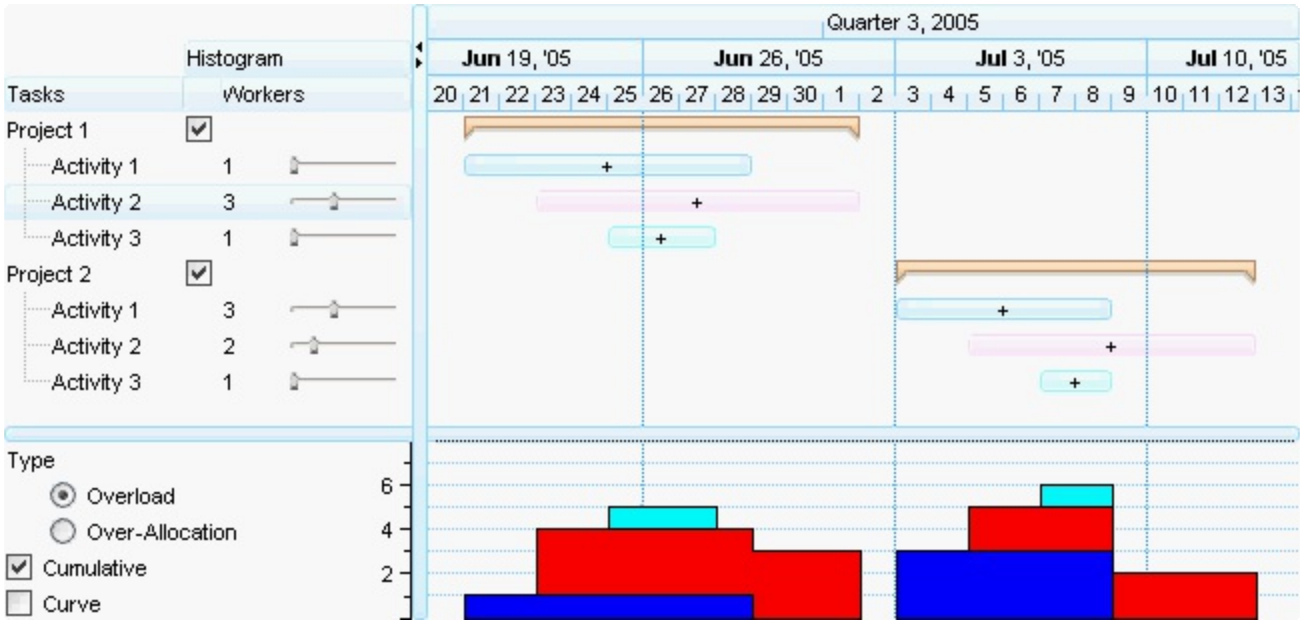 Quarter 3, 2005
Histogram Jun 19, '05 Jun 26, '05 Jul 3, '05 Jul 10, '05
Tasks Workers 20 21 22 23 24 25 26 27 28 29 30 1 2 3 4 5 6 7 8 9 10 11 12 13
Project 1
Activity 1 1
Activity 2 3
Activity 3 1
Project 2
Activity 1 3
Activity 2 2
Activity 3 1
Type
Overload 6
Over-Allocation 4
Cumulative 2
Curve